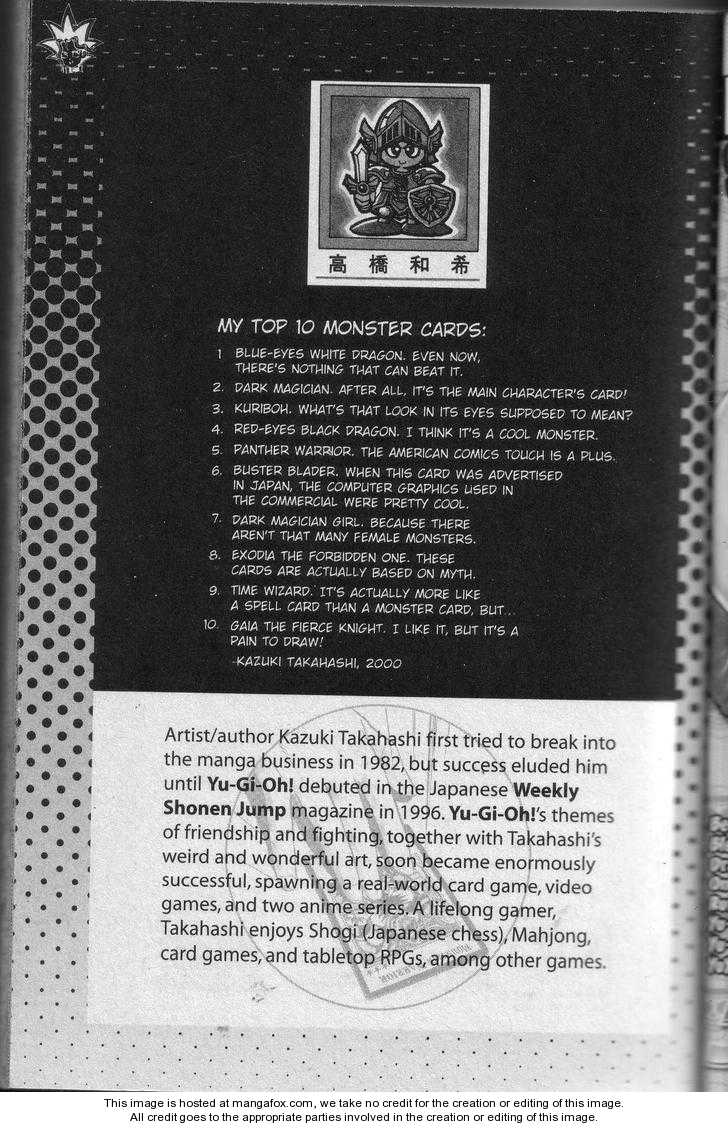 高橋和希
MY TOP 10 MONSTER CARDS:
1 BLUE-EYES WHITE DRAGON. EVEN NOW,
THERE'S NOTHING THAT CAN BEAT IT.
2. DARK MAGICIAN. AFTER ALL, IT'S THE MAIN CHARACTER'S CARD!
3. KURIBOH. WHAT'S THAT LOOK IN ITS EYES SUPPOSED TO MEAN?
4. RED-EYES BLACK DRAGON. I THINK IT'S A COOL MONSTER.
5. PANTHER WARRIOR. THE AMERICAN COMICS TOUCH IS A PLUS.
6. BUSTER BLADER. WHEN THIS CARD WAS ADVERTISED
IN JAPAN, THE COMPUTER GRAPHICS USED IN
THE COMMERCIAL WERE PRETTY COOL.
7. DARK MAGICIAN GIRL. BECAUSE THERE
AREN'T THAT MANY FEMALE MONSTERS.
8. EXODIA THE FORBIDDEN ONE. THESE
CARDS ARE ACTUALLY BASED ON MYTH.
9. TIME WIZARD. IT'S ACTUALLY MORE LIKE
A SPELL CARD THAN A MONSTER CARD, BUT...
10. GAIA THE FIERCE KNIGHT. I LIKE IT, BUT IT'S A
PAIN TO DRAW!
-KAZUKI TAKAHASHI, 2000
Artist/author Kazuki Takahashi first tried to break into
the manga business in 1982, but success eluded him
until Yu-Gi-Oh! debuted in the Japanese Weekly
Shonen Jump magazine in 1996. Yu-Gi-Oh!'s themes
of friendship and fighting, together with Takahashi's
weird and wonderful art, soon became enormously
successful, spawning a real-world card game, video
games, and two anime series. A lifelong gamer,
Takahashi enjoys Shogi (Japanese chess), Mahjong,
card games, and tabletop RPGs, among other games.
This image is hosted at mangafox.com, we take no credit for the creation or editing of this image.
All credit goes to the appropriate parties involved in the creation or editing of this image.